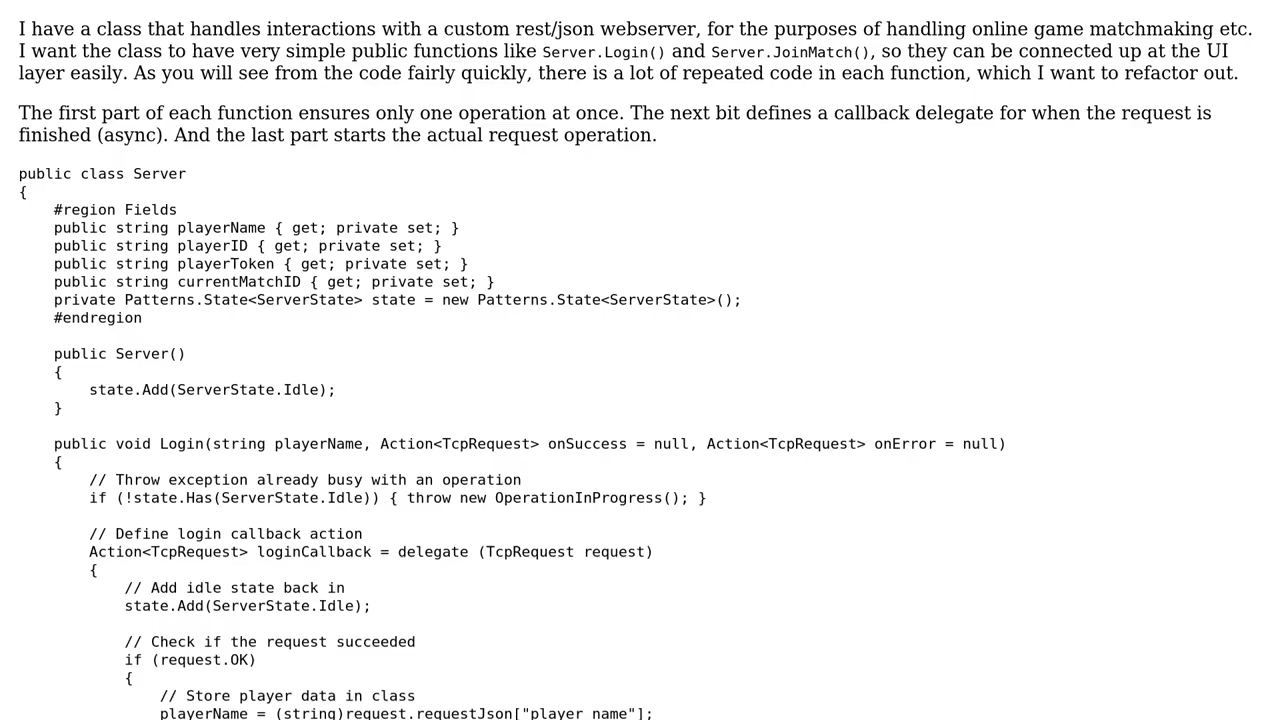 I have a class that handles interactions with a custom rest/json webserver, for the purposes of handling online game matchmaking etc.
I want the class to have very simple public functions like Server.Login() and Server.JoinMatch(), so they can be connected up at the UI
layer easily. As you will see from the code fairly quickly, there is a lot of repeated code in each function, which I want to refactor out.
The first part of each function ensures only one operation at once. The next bit defines a callback delegate for when the request is
finished (async). And the last part starts the actual request operation.
public class Server
{
    #region Fields
    public string playerName { get; private set; }
    public string playerID { get; private set; }
    public string playerToken { get; private set; }
    public string currentMatchID { get; private set; }
    private Patterns.State<ServerState> state = new Patterns.State<ServerState>();
    #endregion
    public Server()
    {
        state.Add(ServerState.Idle);
    }
    public void Login(string playerName, Action<TcpRequest> onSuccess = null, Action<TcpRequest> onError = null)
    {
        // Throw exception already busy with an operation
        if (!state.Has(ServerState.Idle)) { throw new OperationInProgress(); }
        // Define login callback action
        Action<TcpRequest> loginCallback = delegate (TcpRequest request)
        {
            // Add idle state back in
            state.Add(ServerState.Idle);
            // Check if the request succeeded
            if (request.OK)
            {
                // Store player data in class
                playerName = (string)request.requestJson["player_name"];